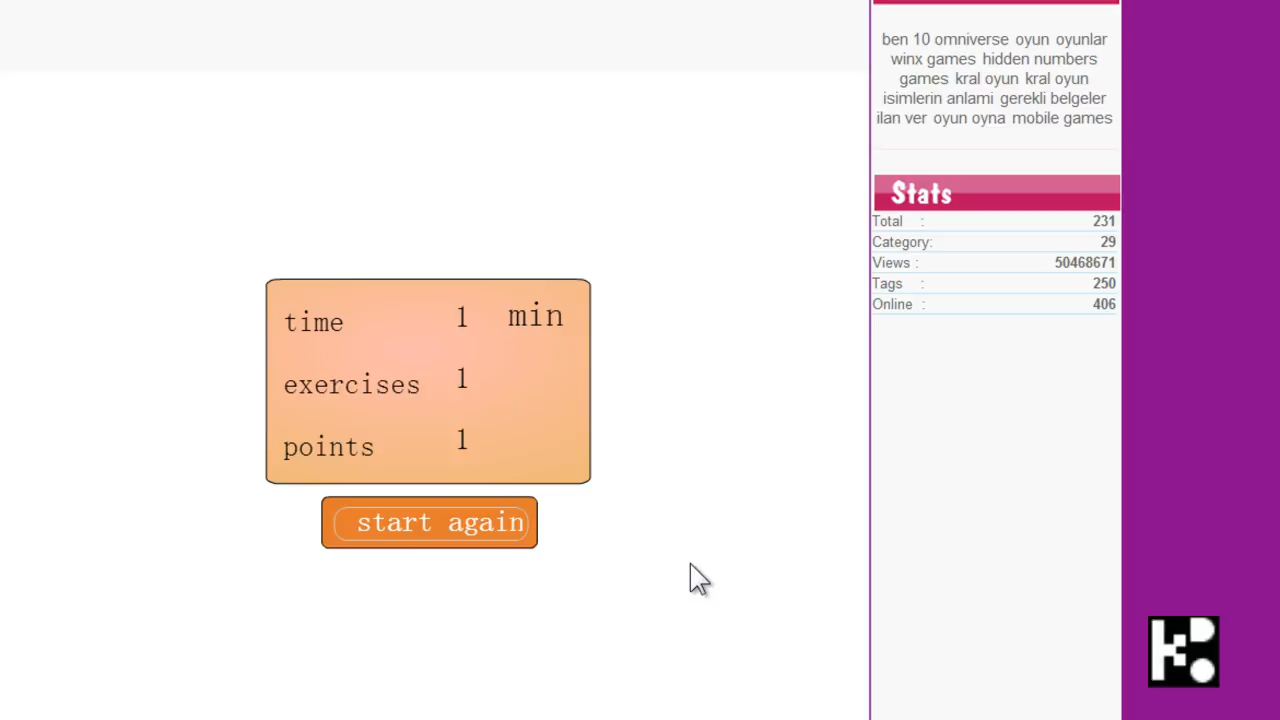 ben 10 omniverse oyun oyunlar
winx games hidden numbers
games kral oyun kral oyun
isimlerin anlami gerekli belgeler
ilan ver oyun oyna mobile games
Stats
Total : 231
Category: 29
Views : 50468671
Tags : 250
Online : 406
time 1 min
exercises 1
points 1
start again